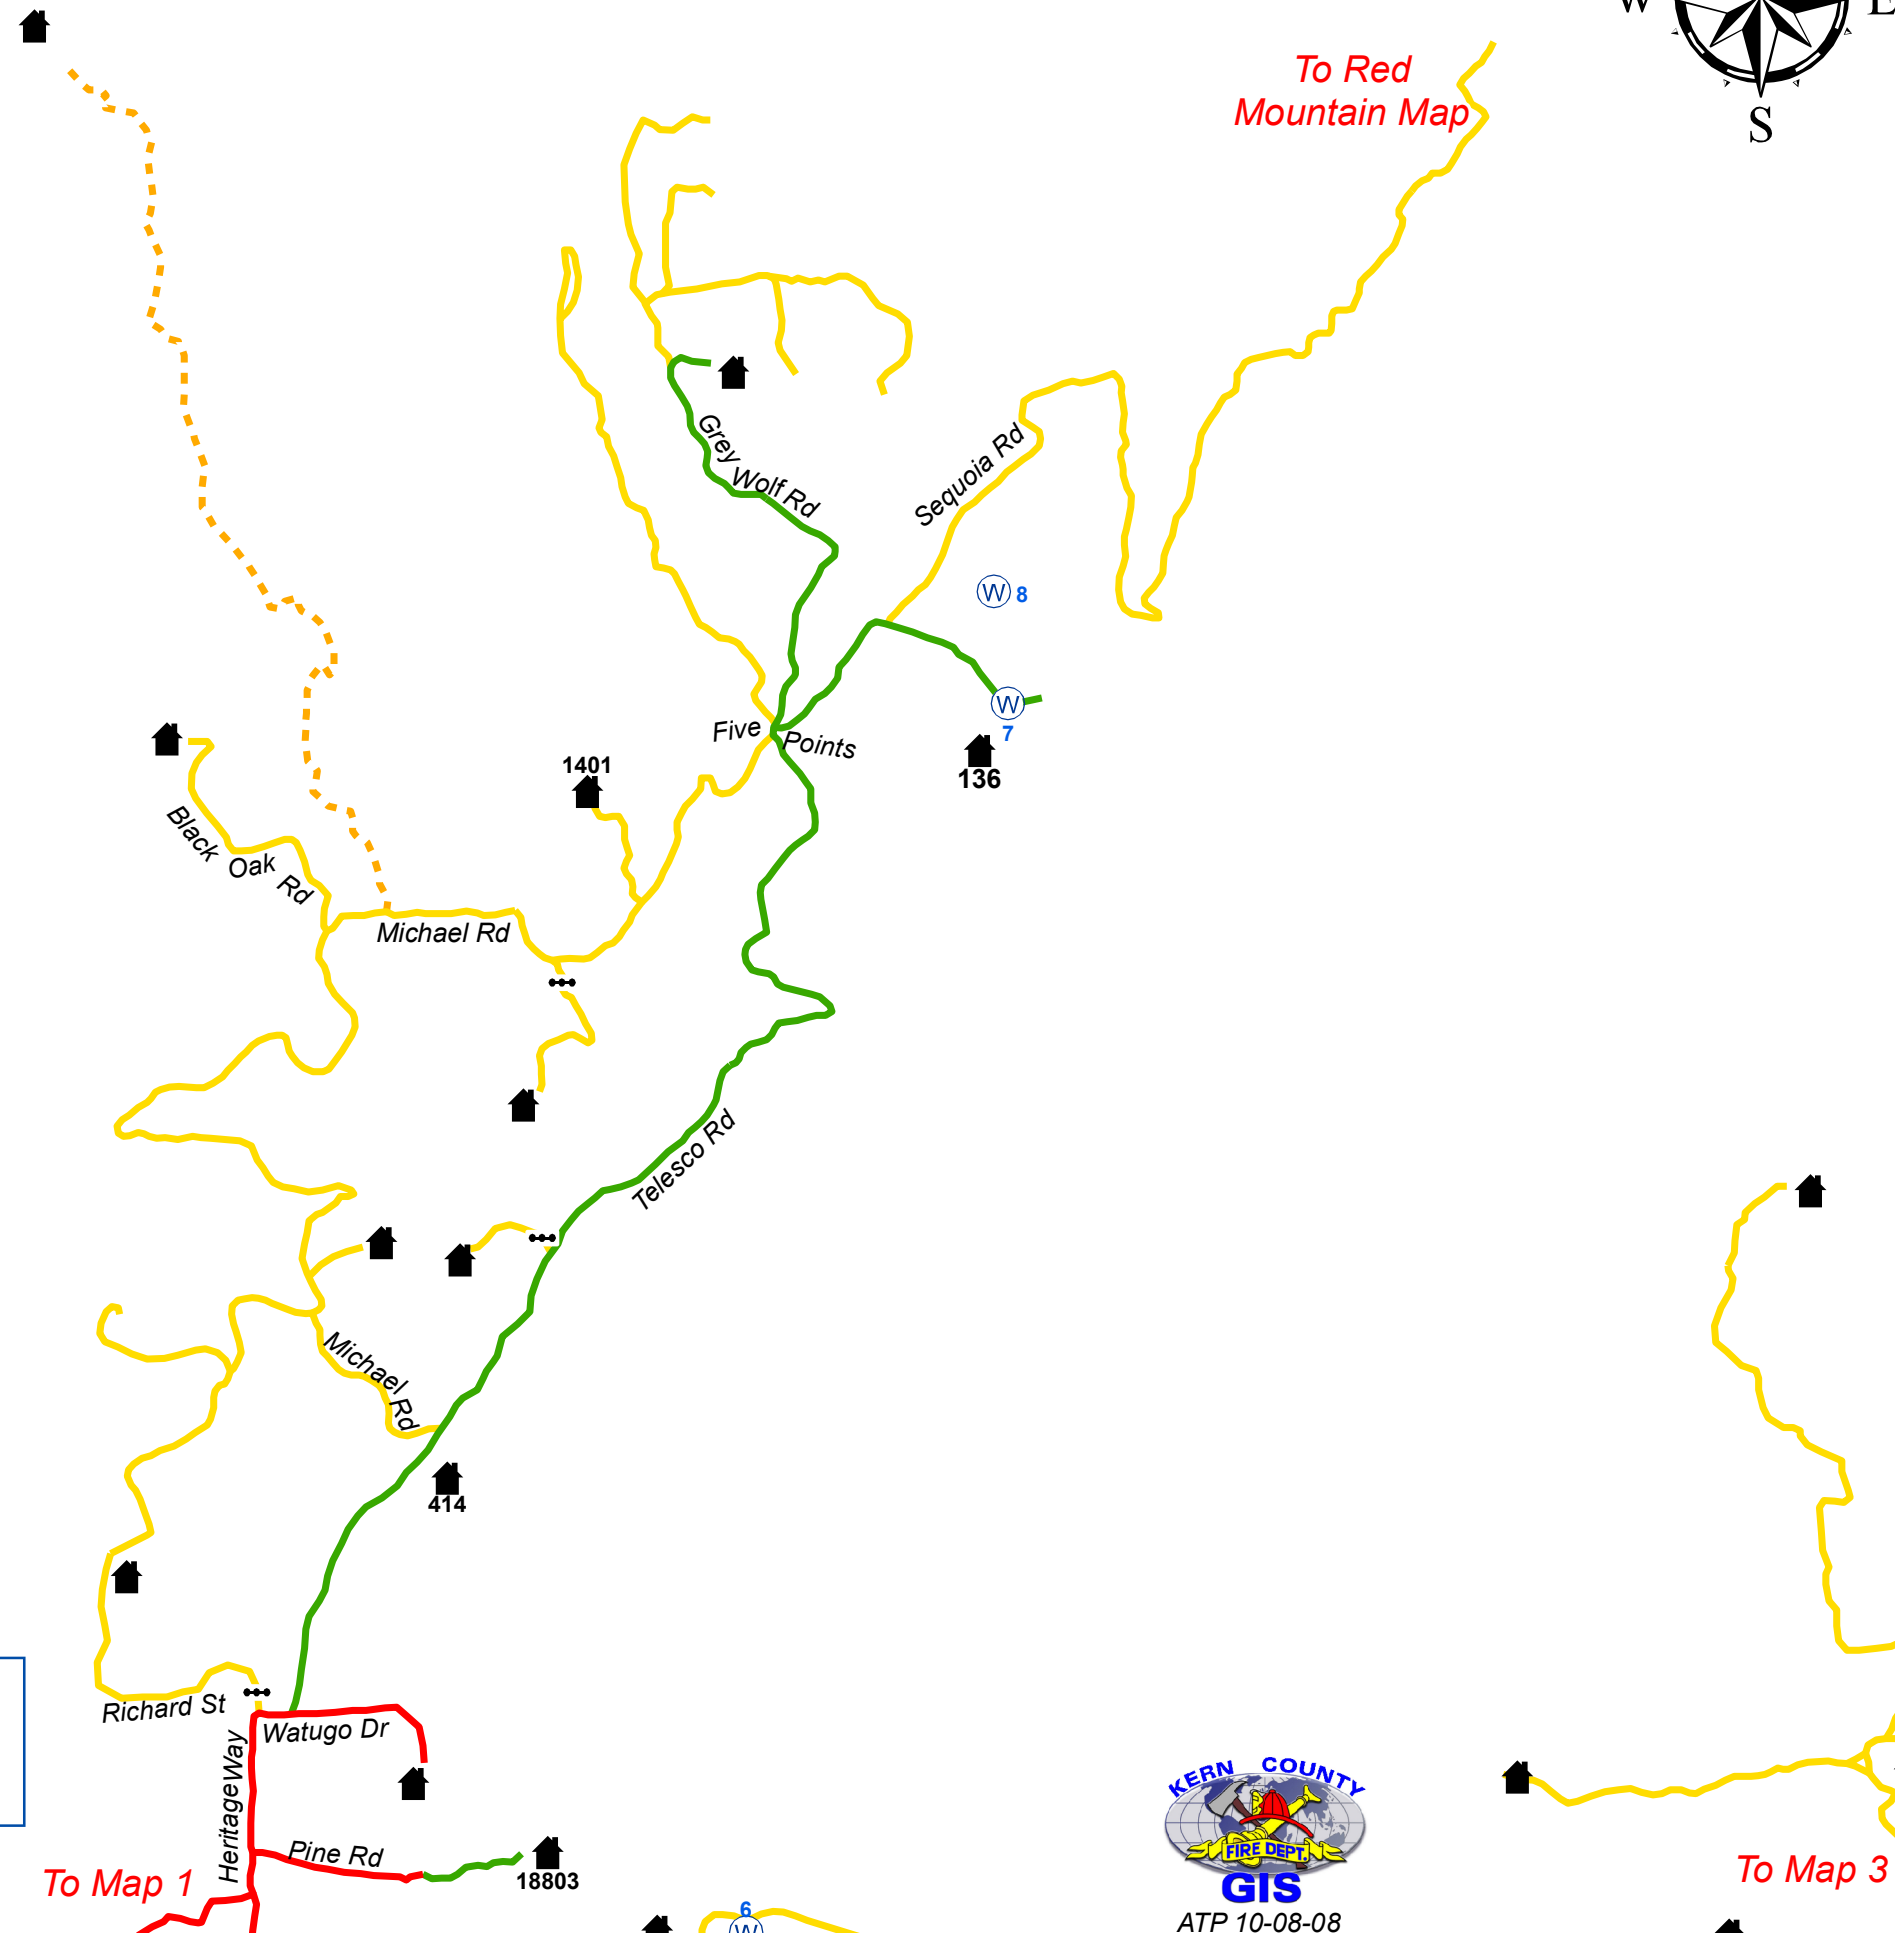 W
E
S
To Red
Mountain Map
Grey
Wolf Rd
Sequoia Rd
W 8
W
7
Five Points
136
1401
Black Oak Rd
Michael Rd
Telesco Rd
Michael Rd
414
Richard St
Watugo Dr
HeritageWay
Pine Rd
18803
To Map 1
KERN COUNTY
FIRE DEPT.
GIS
ATP 10-08-08
To Map 3
6
W